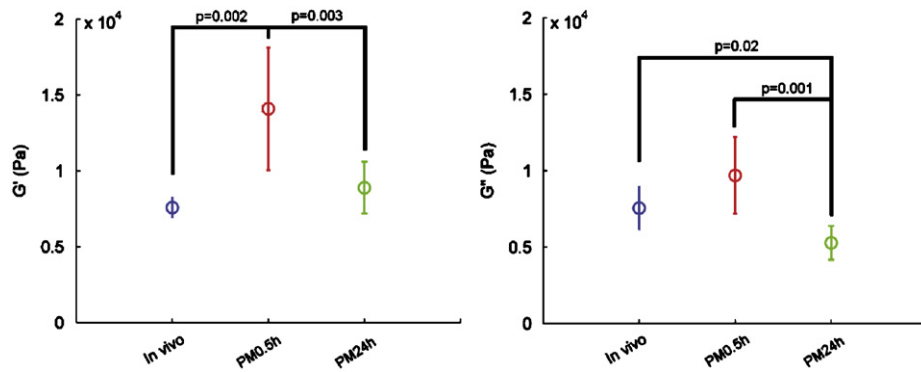 x 10⁴
2
1.5
1
0.5
0
G' (Pa)
p=0.002
p=0.003
In vivo
PM0.5h
PM24h
x 10⁴
2
1.5
1
0.5
0
G" (Pa)
p=0.02
p=0.001
In vivo
PM0.5h
PM24h